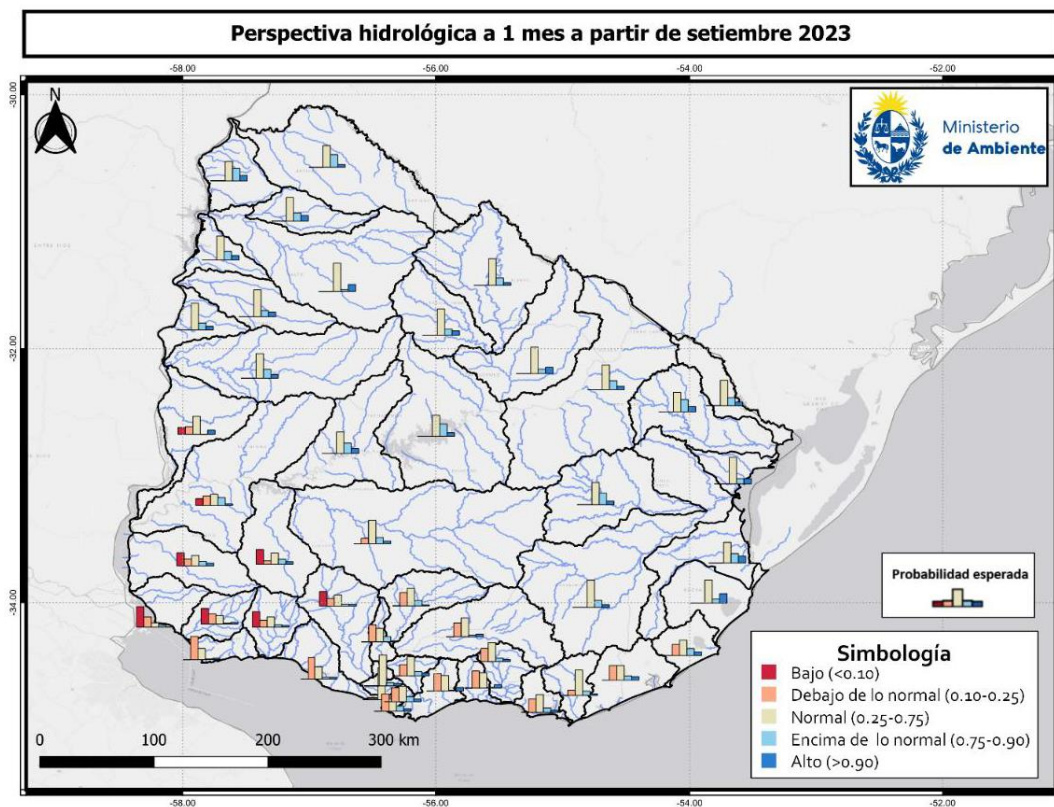 Perspectiva hidrológica a 1 mes a partir de setiembre 2023
-58.00
-56.00
-54.00
-52.00
-30.00
N
Ministerio
de Ambiente
-32.00
-34.00
Probabilidad esperada
Simbología
Bajo (<0.10)
Debajo de lo normal (0.10-0.25)
Normal (0.25-0.75)
Encima de lo normal (0.75-0.90)
Alto (>0.90)
0
100
200
300 km
-58.00
-56.00
-54.00
-52.00